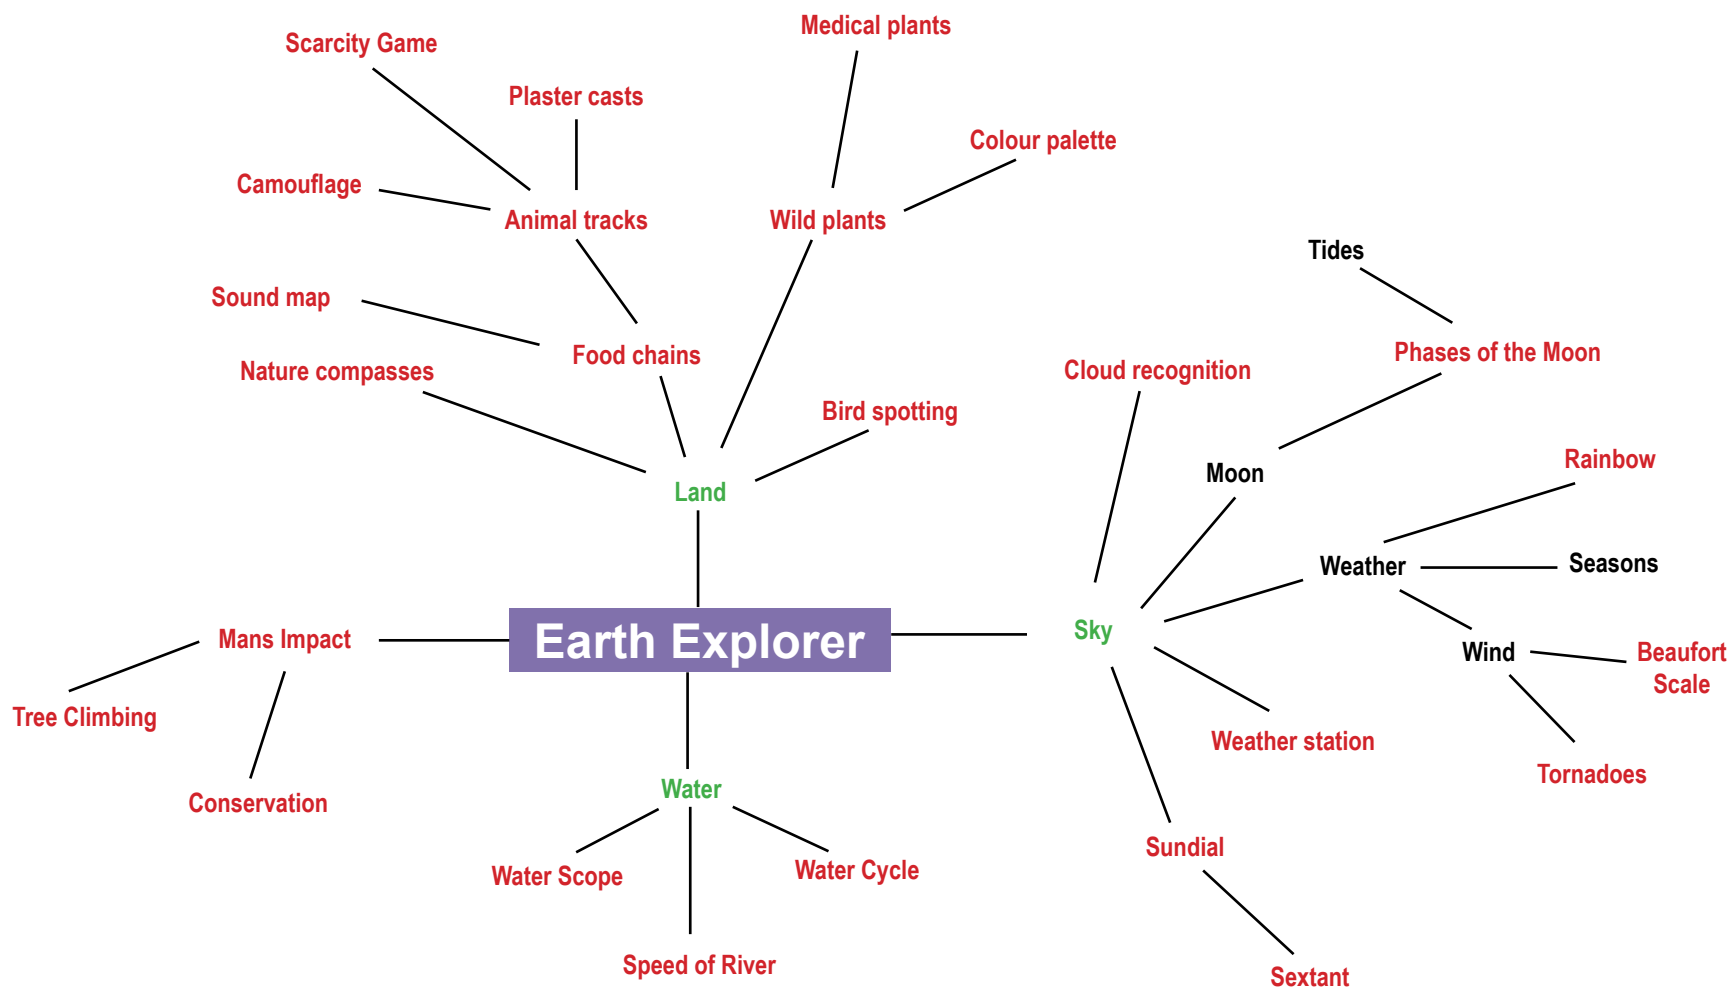 Medical plants
Scarcity Game
Plaster casts
Colour palette
Camouflage
Animal tracks
Wild plants
Tides
Sound map
Food chains
Phases of the Moon
Nature compasses
Cloud recognition
Bird spotting
Rainbow
Moon
Land
Seasons
Weather
Sky
Mans Impact
Earth Explorer
Wind
Beaufort
Scale
Tree Climbing
Weather station
Tornadoes
Water
Conservation
Sundial
Water Scope
Water Cycle
Speed of River
Sextant